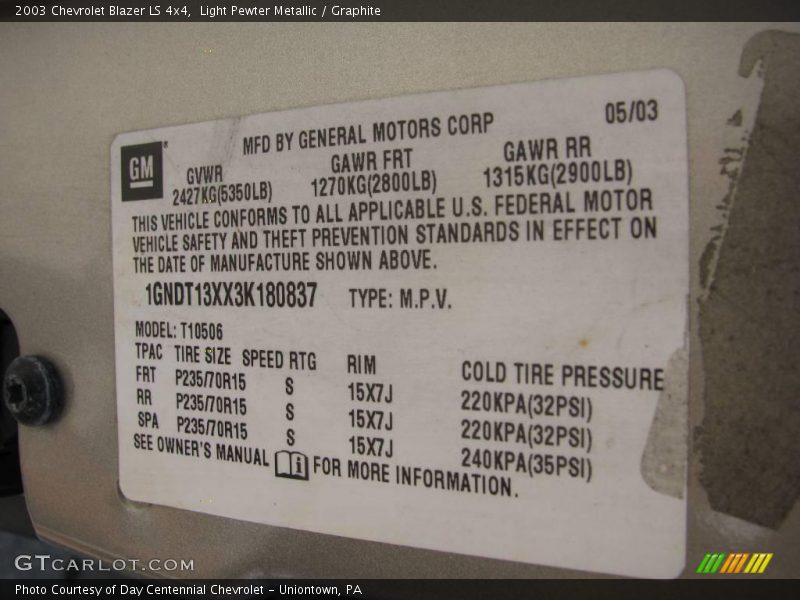 2003 Chevrolet Blazer LS 4x4,  Light Pewter Metallic / Graphite
05/03
MFD BY GENERAL MOTORS CORP
GM
GVWR GAWR FRT GAWR RR
2427KG(5350LB) 1270KG(2800LB) 1315KG(2900LB)
THIS VEHICLE CONFORMS TO ALL APPLICABLE U.S. FEDERAL MOTOR
VEHICLE SAFETY AND THEFT PREVENTION STANDARDS IN EFFECT ON
THE DATE OF MANUFACTURE SHOWN ABOVE.
1GNDT13XX3K180837 TYPE: M.P.V.
MODEL: T10506
TPAC TIRE SIZE SPEED RTG RIM COLD TIRE PRESSURE
FRT P235/70R15 S 15X7J 220KPA(32PSI)
RR P235/70R15 S 15X7J 220KPA(32PSI)
SPA P235/70R15 S 15X7J 240KPA(35PSI)
SEE OWNER'S MANUAL i FOR MORE INFORMATION.
GTCARLOT.COM
Photo Courtesy of Day Centennial Chevrolet - Uniontown, PA